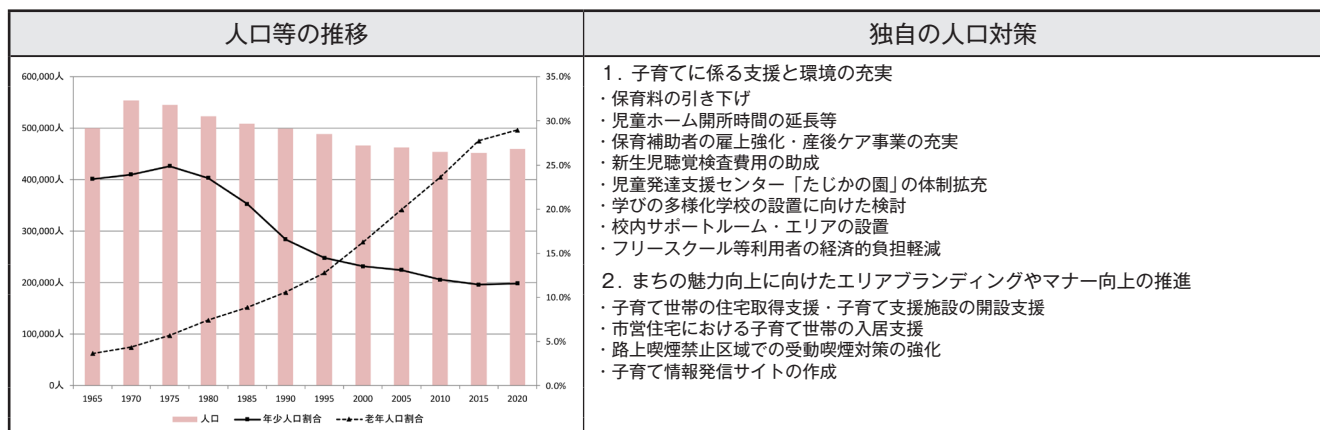 人口等の推移
独自の人口対策
600,000人
500,000人
400,000人
300,000人
200,000人
100,000人
0人
35.0%
30.0%
25.0%
20.0%
15.0%
10.0%
5.0%
0.0%
1965 1970 1975 1980 1985 1990 1995 2000 2005 2010 2015 2020
人口 年少人口割合 老年人口割合
1．子育てに係る支援と環境の充実
・保育料の引き下げ
・児童ホーム開所時間の延長等
・保育補助者の雇上強化・産後ケア事業の充実
・新生児聴覚検査費用の助成
・児童発達支援センター「たじかの園」の体制拡充
・学びの多様化学校の設置に向けた検討
・校内サポートルーム・エリアの設置
・フリースクール等利用者の経済的負担軽減
2．まちの魅力向上に向けたエリアブランディングやマナー向上の推進
・子育て世帯の住宅取得支援・子育て支援施設の開設支援
・市営住宅における子育て世帯の入居支援
・路上喫煙禁止区域での受動喫煙対策の強化
・子育て情報発信サイトの作成